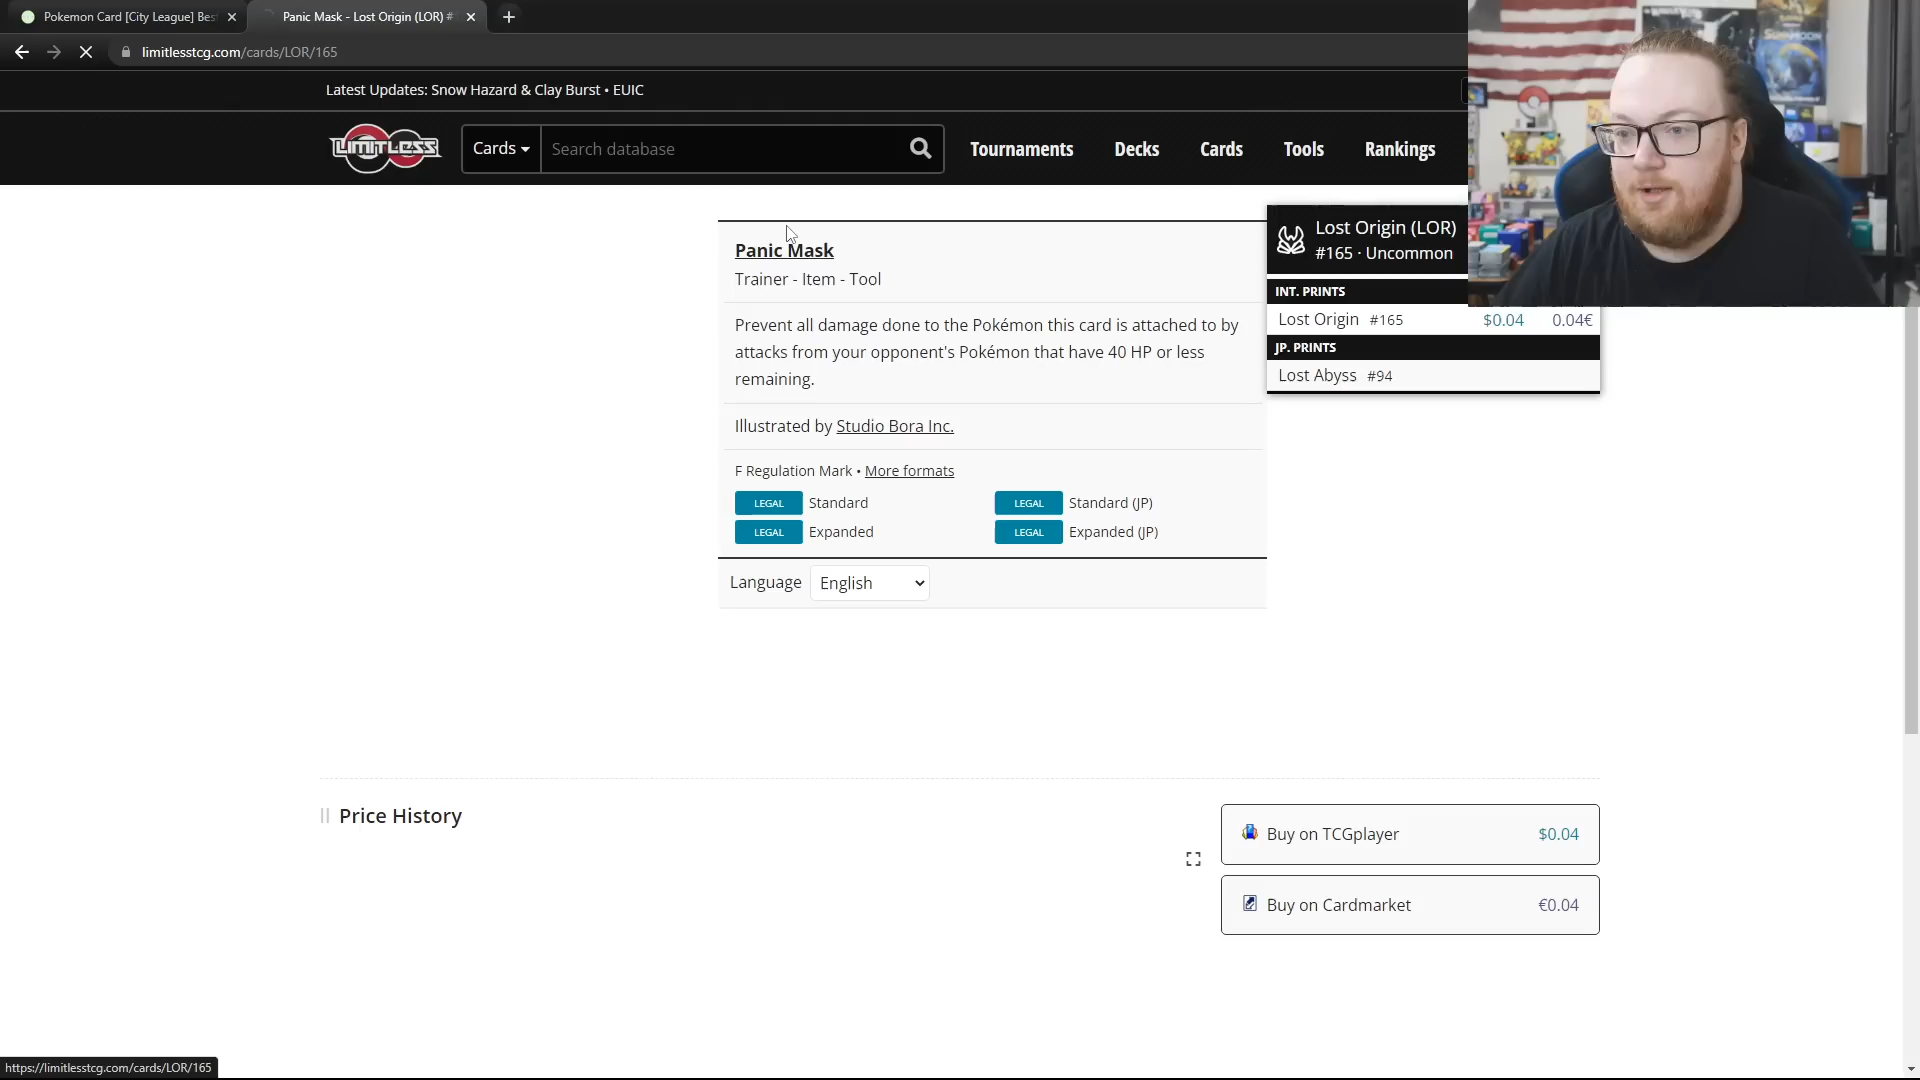 Pokemon Card [City League] Bes
Panic Mask - Lost Origin (LOR) #
limitlesstcg.com/cards/LOR/165
Latest Updates: Snow Hazard & Clay Burst • EUIC
LIMITLESS
Cards
Search database
Tournaments
Decks
Cards
Tools
Rankings
Panic Mask
Trainer - Item - Tool
Prevent all damage done to the Pokémon this card is attached to by
attacks from your opponent's Pokémon that have 40 HP or less
remaining.
Illustrated by Studio Bora Inc.
F Regulation Mark • More formats
LEGAL Standard
LEGAL Standard (JP)
LEGAL Expanded
LEGAL Expanded (JP)
Language English
Lost Origin (LOR)
#165 · Uncommon
INT. PRINTS
Lost Origin #165 $0.04 0.04€
JP. PRINTS
Lost Abyss #94
Price History
Buy on TCGplayer $0.04
Buy on Cardmarket €0.04
https://limitlesstcg.com/cards/LOR/165